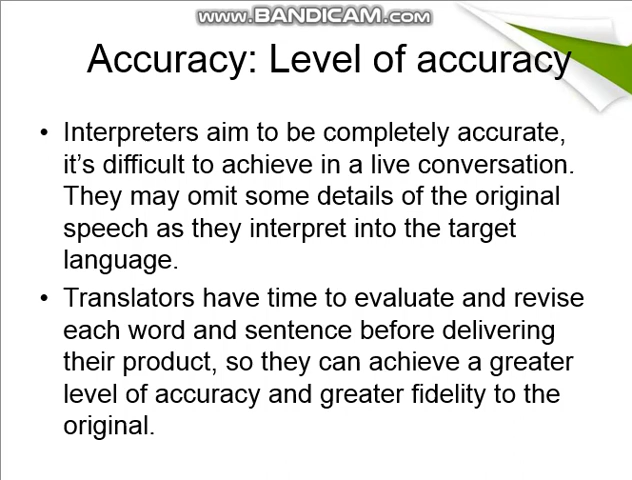 www.BANDICAM.com
Accuracy: Level of accuracy
• Interpreters aim to be completely accurate,
it’s difficult to achieve in a live conversation.
They may omit some details of the original
speech as they interpret into the target
language.
• Translators have time to evaluate and revise
each word and sentence before delivering
their product, so they can achieve a greater
level of accuracy and greater fidelity to the
original.